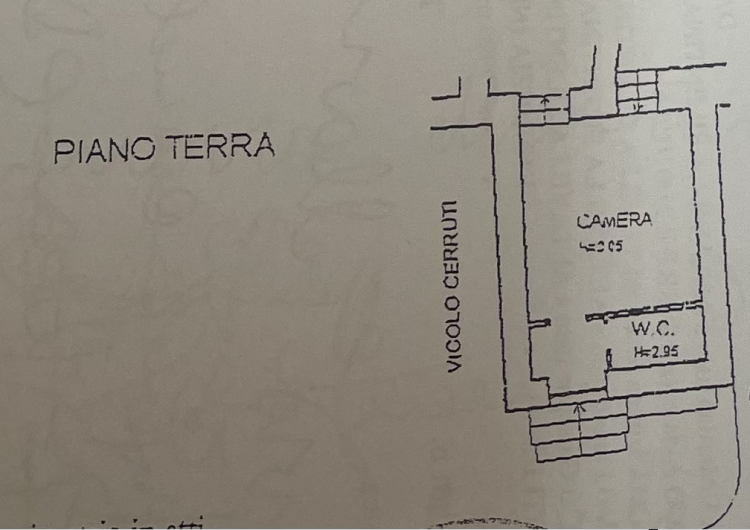 PIANO TERRA
VICOLO CERRUTI
CAMERA
W.C.
H=2.95